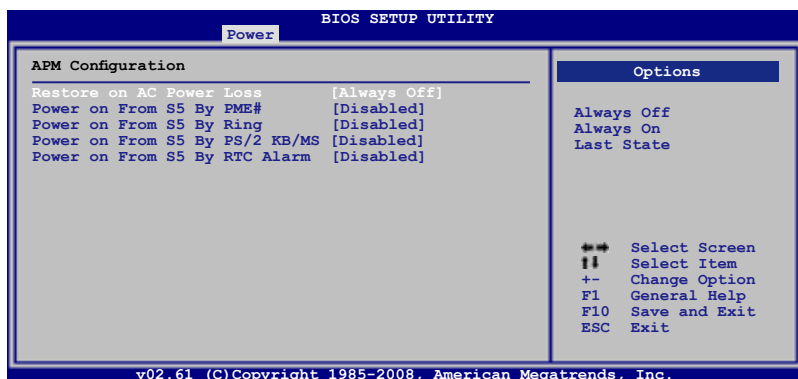 BIOS SETUP UTILITY
Power
APM Configuration
Restore on AC Power Loss [Always Off]
Power on From S5 By PME# [Disabled]
Power on From S5 By Ring [Disabled]
Power on From S5 By PS/2 KB/MS [Disabled]
Power on From S5 By RTC Alarm [Disabled]
Options
Always Off
Always On
Last State
Select Screen
Select Item
+- Change Option
F1 General Help
F10 Save and Exit
ESC Exit
v02.61 (C)Copyright 1985-2008, American Megatrends, Inc.